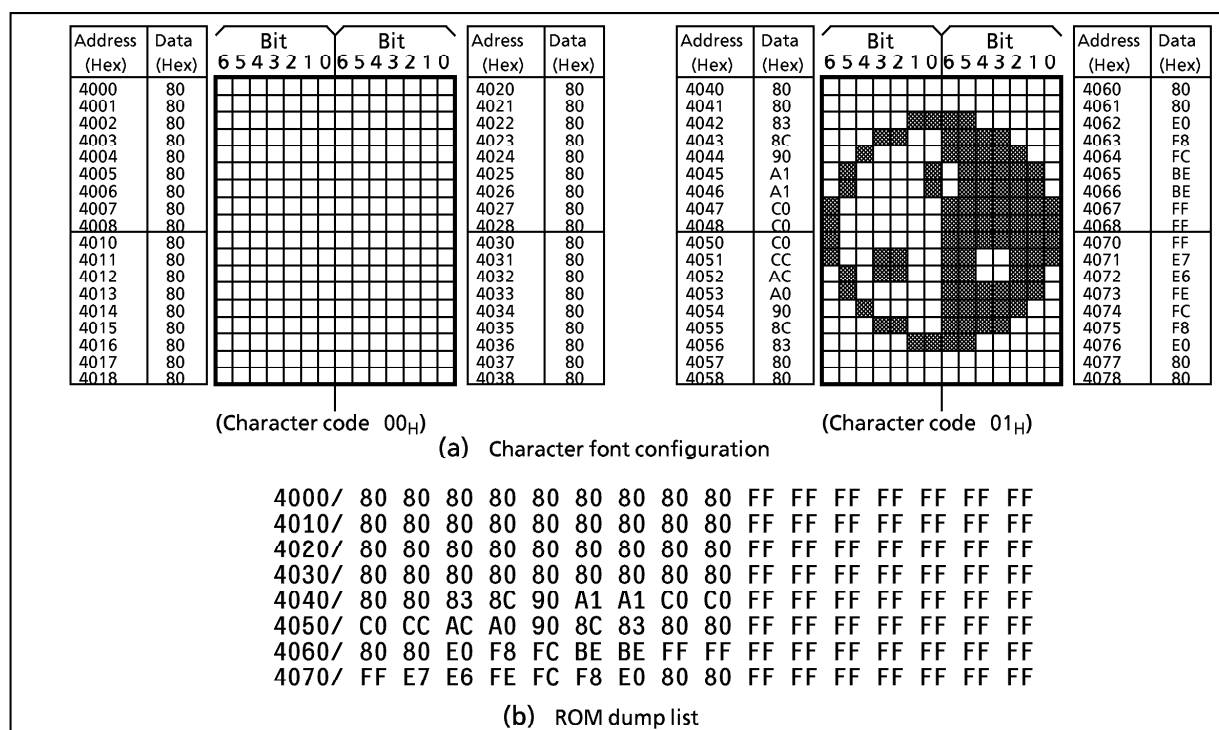 Address Data Bit Bit Adress Data Address Data Bit Bit Address Data
(Hex) (Hex) 6 5 4 3 2 1 0 6 5 4 3 2 1 0 (Hex) (Hex) (Hex) (Hex) 6 5 4 3 2 1 0 6 5 4 3 2 1 0 (Hex) (Hex)
4000 80 4020 80 4040 80 4060 80
4001 80 4021 80 4041 80 4061 80
4002 80 4022 80 4042 83 4062 E0
4003 80 4023 80 4043 8C 4063 F8
4004 80 4024 80 4044 90 4064 FC
4005 80 4025 80 4045 A1 4065 BE
4006 80 4026 80 4046 A1 4066 BE
4007 80 4027 80 4047 C0 4067 FF
4008 80 4028 80 4048 C0 4068 FF
4010 80 4030 80 4050 C0 4070 FF
4011 80 4031 80 4051 CC 4071 E7
4012 80 4032 80 4052 AC 4072 E6
4013 80 4033 80 4053 A0 4073 FE
4014 80 4034 80 4054 90 4074 FC
4015 80 4035 80 4055 8C 4075 F8
4016 80 4036 80 4056 83 4076 E0
4017 80 4037 80 4057 80 4077 80
4018 80 4038 80 4058 80 4078 80
(Character code 00H) (Character code 01H)
(a) Character font configuration
4000/ 80 80 80 80 80 80 80 80 80 FF FF FF FF FF FF FF
4010/ 80 80 80 80 80 80 80 80 80 FF FF FF FF FF FF FF
4020/ 80 80 80 80 80 80 80 80 80 FF FF FF FF FF FF FF
4030/ 80 80 80 80 80 80 80 80 80 FF FF FF FF FF FF FF
4040/ 80 80 83 8C 90 A1 A1 C0 C0 FF FF FF FF FF FF FF
4050/ C0 CC AC A0 90 8C 83 80 80 FF FF FF FF FF FF FF
4060/ 80 80 E0 F8 FC BE BE FF FF FF FF FF FF FF FF FF
4070/ FF E7 E6 FE FC F8 E0 80 80 FF FF FF FF FF FF FF
(b) ROM dump list